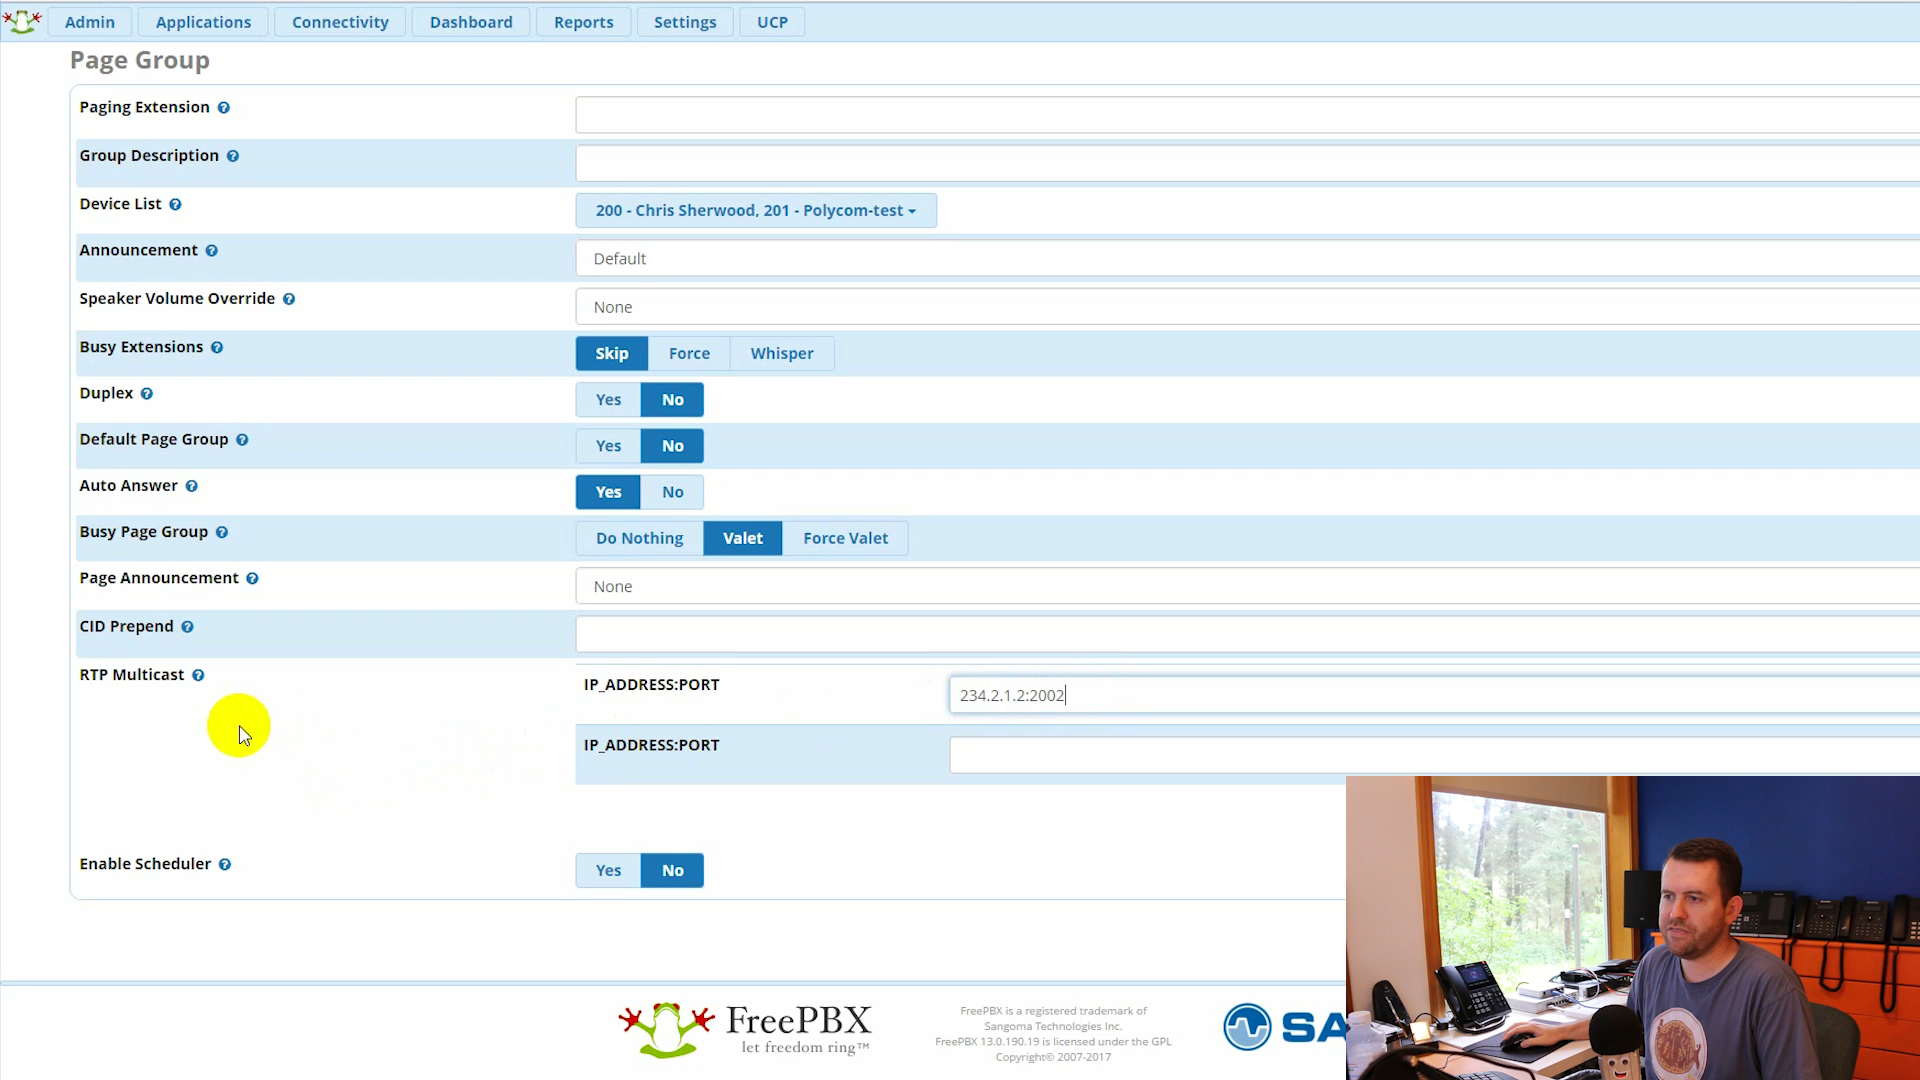 Admin
Applications
Connectivity
Dashboard
Reports
Settings
UCP
Page Group
Paging Extension
Group Description
Device List
200 - Chris Sherwood, 201 - Polycom-test
Announcement
Default
Speaker Volume Override
None
Busy Extensions
Skip Force Whisper
Duplex
Yes No
Default Page Group
Yes No
Auto Answer
Yes No
Busy Page Group
Do Nothing Valet Force Valet
Page Announcement
None
CID Prepend
RTP Multicast
IP_ADDRESS:PORT
234.2.1.2:2002
IP_ADDRESS:PORT
Enable Scheduler
Yes No
FreePBX
let freedom ring™
FreePBX is a registered trademark of
Sangoma Technologies Inc.
FreePBX 13.0.190.19 is licensed under the GPL
Copyright© 2007-2017
SA